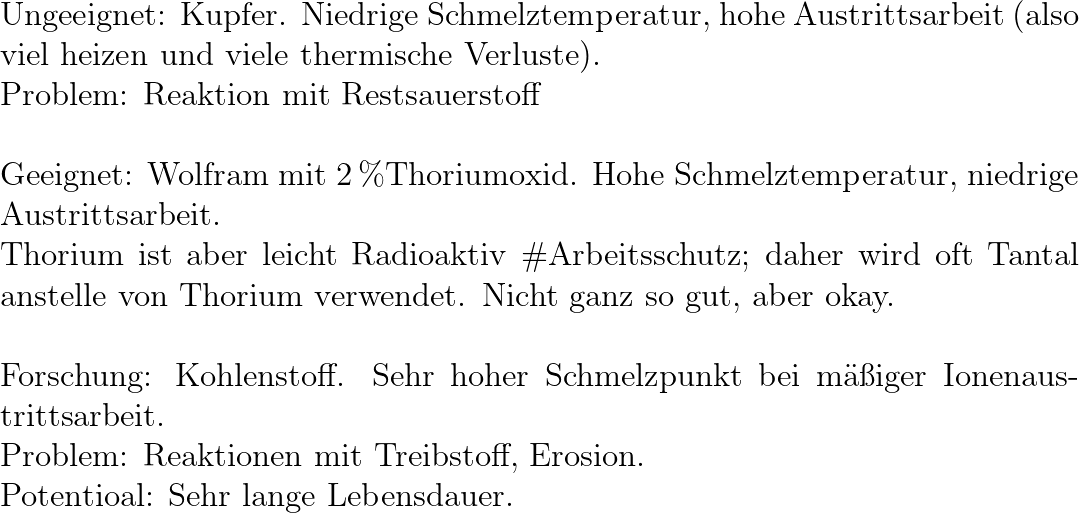 Ungeeignet: Kupfer. Niedrige Schmelztemperatur, hohe Austrittsarbeit (also
viel heizen und viele thermische Verluste).
Problem: Reaktion mit Restsauerstoff
Geeignet: Wolfram mit 2 %Thoriumoxid. Hohe Schmelztemperatur, niedrige
Austrittsarbeit.
Thorium ist aber leicht Radioaktiv #Arbeitsschutz; daher wird oft Tantal
anstelle von Thorium verwendet. Nicht ganz so gut, aber okay.
Forschung: Kohlenstoff. Sehr hoher Schmelzpunkt bei mäßiger Ionenaus-
trittsarbeit.
Problem: Reaktionen mit Treibstoff, Erosion.
Potentioal: Sehr lange Lebensdauer.